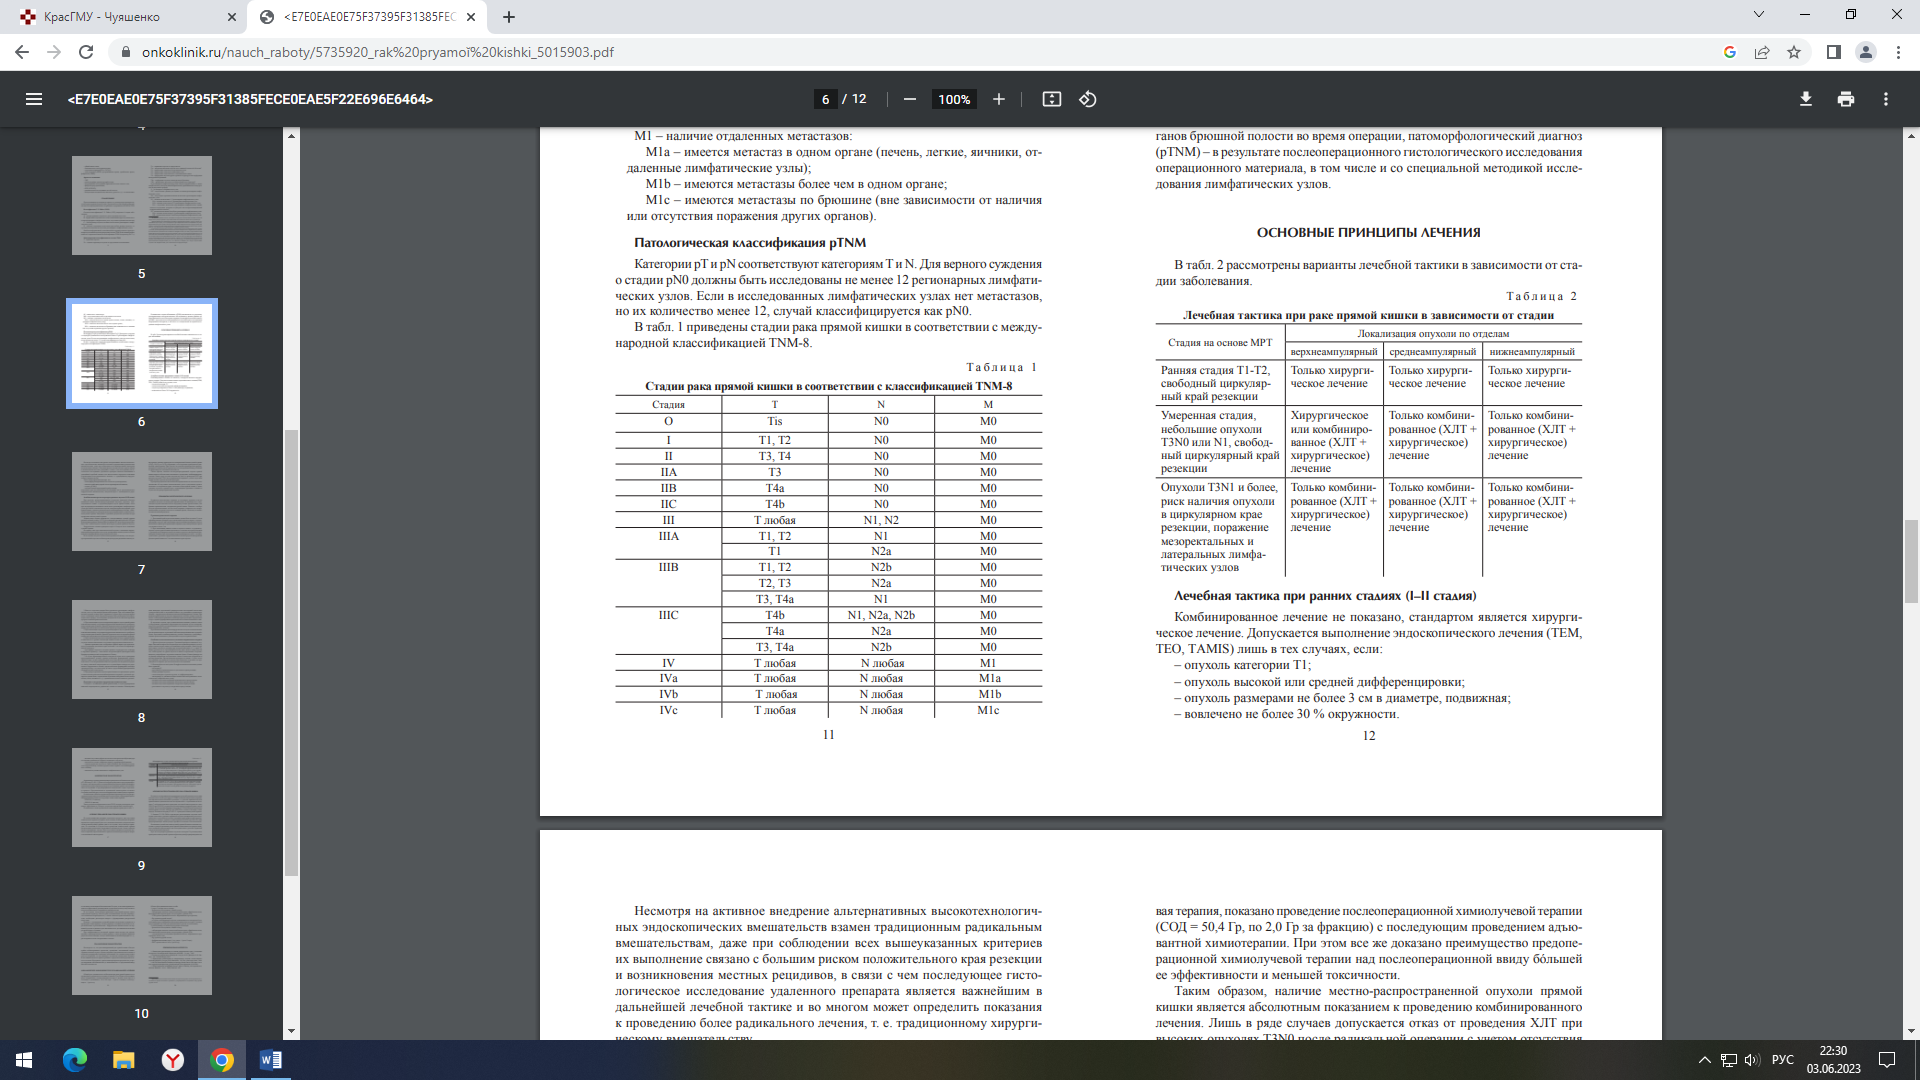 КрасГМУ - Чуяшенко
<E7E0EAE0E75F37395F31385FEC
onkoklinik.ru/nauch_raboty/5735920_rak%20pryamoї%20kishki_5015903.pdf
<E7E0EAE0E75F37395F31385FECE0EAE5F22E696E6464>
6 / 12
100%
4
5
6
7
8
9
10
М1 – наличие отдаленных метастазов:
М1a – имеется метастаз в одном органе (печень, легкие, яичники, от-
даленные лимфатические узлы);
М1b – имеются метастазы более чем в одном органе;
М1c – имеются метастазы по брюшине (вне зависимости от наличия
или отсутствия поражения других органов).
Патологическая классификация pTNM
Категории рТ и pN соответствуют категориям Т и N. Для верного суждения
о стадии pN0 должны быть исследованы не менее 12 регионарных лимфати-
ческих узлов. Если в исследованных лимфатических узлах нет метастазов,
но их количество менее 12, случай классифицируется как pN0.
В табл. 1 приведены стадии рака прямой кишки в соответствии с между-
народной классификацией TNM-8.
Таблица 1
Стадии рака прямой кишки в соответствии с классификацией TNM-8
Стадия T N M
O Tis N0 M0
I T1, T2 N0 M0
II T3, T4 N0 M0
IIA T3 N0 M0
IIB T4a N0 M0
IIC T4b N0 M0
III Т любая N1, N2 M0
IIIA T1, T2 N1 M0
T1 N2a M0
IIIB T1, T2 N2b M0
T2, T3 N2a M0
T3, T4a N1 M0
IIIC T4b N1, N2a, N2b M0
T4a N2a M0
T3, T4a N2b M0
IV Т любая N любая M1
IVa Т любая N любая M1a
IVb Т любая N любая M1b
IVc Т любая N любая M1c
11
ганов брюшной полости во время операции, патоморфологический диагноз
(pTNM) – в результате послеоперационного гистологического исследования
операционного материала, в том числе и со специальной методикой иссле-
дования лимфатических узлов.
ОСНОВНЫЕ ПРИНЦИПЫ ЛЕЧЕНИЯ
В табл. 2 рассмотрены варианты лечебной тактики в зависимости от ста-
дии заболевания.
Таблица 2
Лечебная тактика при раке прямой кишки в зависимости от стадии
Стадия на основе МРТ Локализация опухоли по отделам
верхнеампулярный среднеампулярный нижнеампулярный
Ранняя стадия Т1-Т2, Только хирурги- Только хирурги- Только хирурги-
свободный циркуляр- ческое лечение ческое лечение ческое лечение
ный край резекции
Умеренная стадия, Хирургическое Только комбини- Только комбини-
небольшие опухоли или комбиниро- рованное (ХЛТ + рованное (ХЛТ +
T3N0 или N1, свобод- ванное (ХЛТ + хирургическое) хирургическое)
ный циркулярный край хирургическое) лечение лечение
резекции лечение
Опухоли T3N1 и более, Только комбини- Только комбини- Только комбини-
риск наличия опухоли рованное (ХЛТ + рованное (ХЛТ + рованное (ХЛТ +
в циркулярном крае хирургическое) хирургическое) хирургическое)
резекции, поражение лечение лечение лечение
мезоректальных и
латеральных лимфа-
тических узлов
Лечебная тактика при ранних стадиях (I–II стадия)
Комбинированное лечение не показано, стандартом является хирурги-
ческое лечение. Допускается выполнение эндоскопического лечения (TEM,
TEO, TAMIS) лишь в тех случаях, если:
– опухоль категории Т1;
– опухоль высокой или средней дифференцировки;
– опухоль размерами не более 3 см в диаметре, подвижная;
– вовлечено не более 30 % окружности.
12
Несмотря на активное внедрение альтернативных высокотехнологич-
ных эндоскопических вмешательств взамен традиционным радикальным
вмешательствам, даже при соблюдении всех вышеуказанных критериев
их выполнение связано с большим риском положительного края резекции
и возникновения местных рецидивов, в связи с чем последующее гисто-
логическое исследование удаленного препарата является важнейшим в
дальнейшей лечебной тактике и во многом может определить показания
к проведению более радикального лечения, т. е. традиционному хирурги-
ческому вмешательству.
вая терапия, показано проведение послеоперационной химиолучевой терапии
(СОД = 50,4 Гр, по 2,0 Гр за фракцию) с последующим проведением адъю-
вантной химиотерапии. При этом все же доказано преимущество предопе-
рационной химиолучевой терапии над послеоперационной ввиду бо́льшей
ее эффективности и меньшей токсичности.
Таким образом, наличие местно-распространенной опухоли прямой
кишки является абсолютным показанием к проведению комбинированного
лечения. Лишь в ряде случаев допускается отказ от проведения ХЛТ при
высоких опухолях T3N0 после радикальной операции с учетом отсутствия
РУС
22:30
03.06.2023